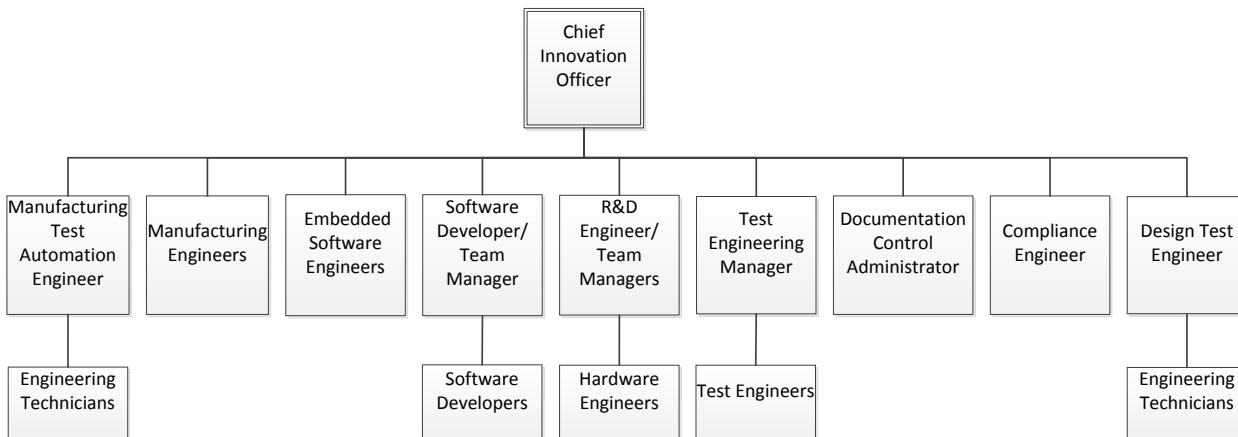 Chief
Innovation
Officer
Manufacturing
Test
Automation
Engineer
Manufacturing
Engineers
Embedded
Software
Engineers
Software
Developer/
Team
Manager
R&D
Engineer/
Team
Managers
Test
Engineering
Manager
Documentation
Control
Administrator
Compliance
Engineer
Design Test
Engineer
Engineering
Technicians
Software
Developers
Hardware
Engineers
Test Engineers
Engineering
Technicians